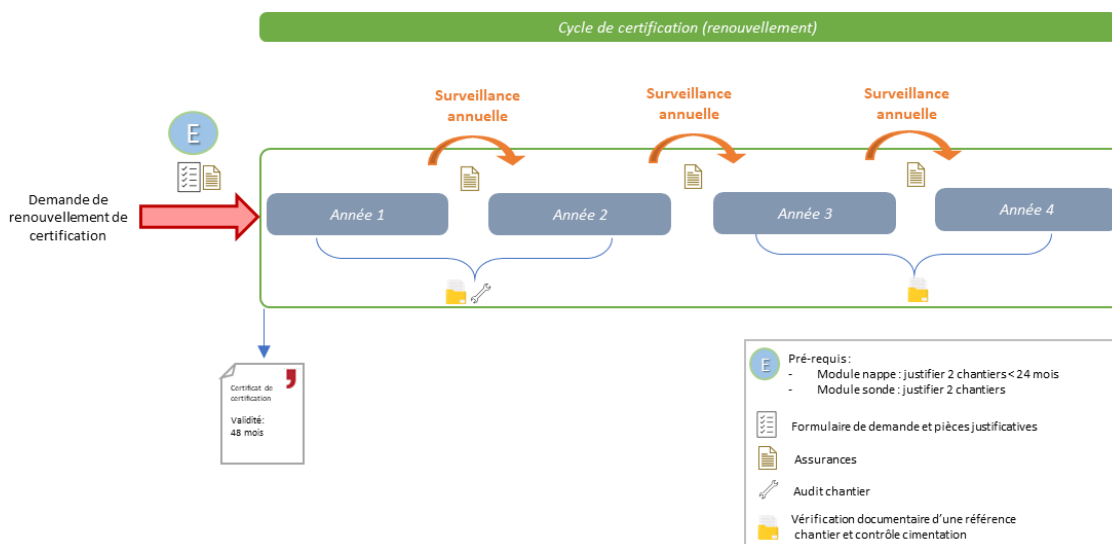 Cycle de certification (renouvellement)
Surveillance
annuelle
Surveillance
annuelle
Surveillance
annuelle
E
Demande de
renouvellement de
certification
Année 1
Année 2
Année 3
Année 4
Certificat de
certification
Validité:
48 mois
E
Pré-requis :
- Module nappe : justifier 2 chantiers < 24 mois
- Module sonde : justifier 2 chantiers
Formulaire de demande et pièces justificatives
Assurances
Audit chantier
Vérification documentaire d'une référence
chantier et contrôle cimentation